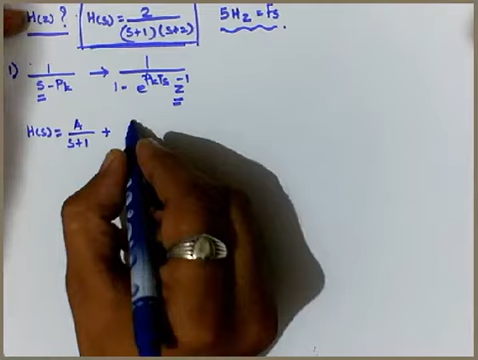 H(z) ? H(s) = 2 / (s+1)(s+2) 5Hz = Fs.
1) 1 / s - Pk → 1 / 1 - e^PkTs z^-1
H(s) = A / s+1 +